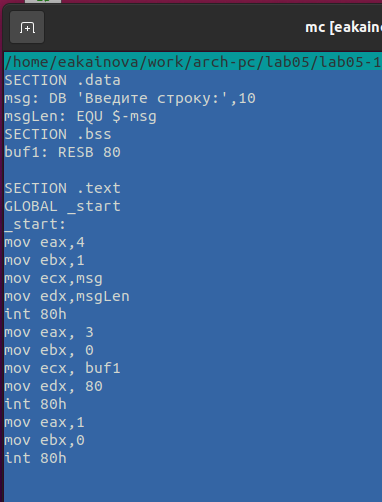 mc [eakaino
/home/eakainova/work/arch-pc/lab05/lab05-1
SECTION .data
msg: DB 'Введите строку:',10
msgLen: EQU $-msg
SECTION .bss
buf1: RESB 80
SECTION .text
GLOBAL _start
_start:
mov eax,4
mov ebx,1
mov ecx,msg
mov edx,msgLen
int 80h
mov eax, 3
mov ebx, 0
mov ecx, buf1
mov edx, 80
int 80h
mov eax,1
mov ebx,0
int 80h